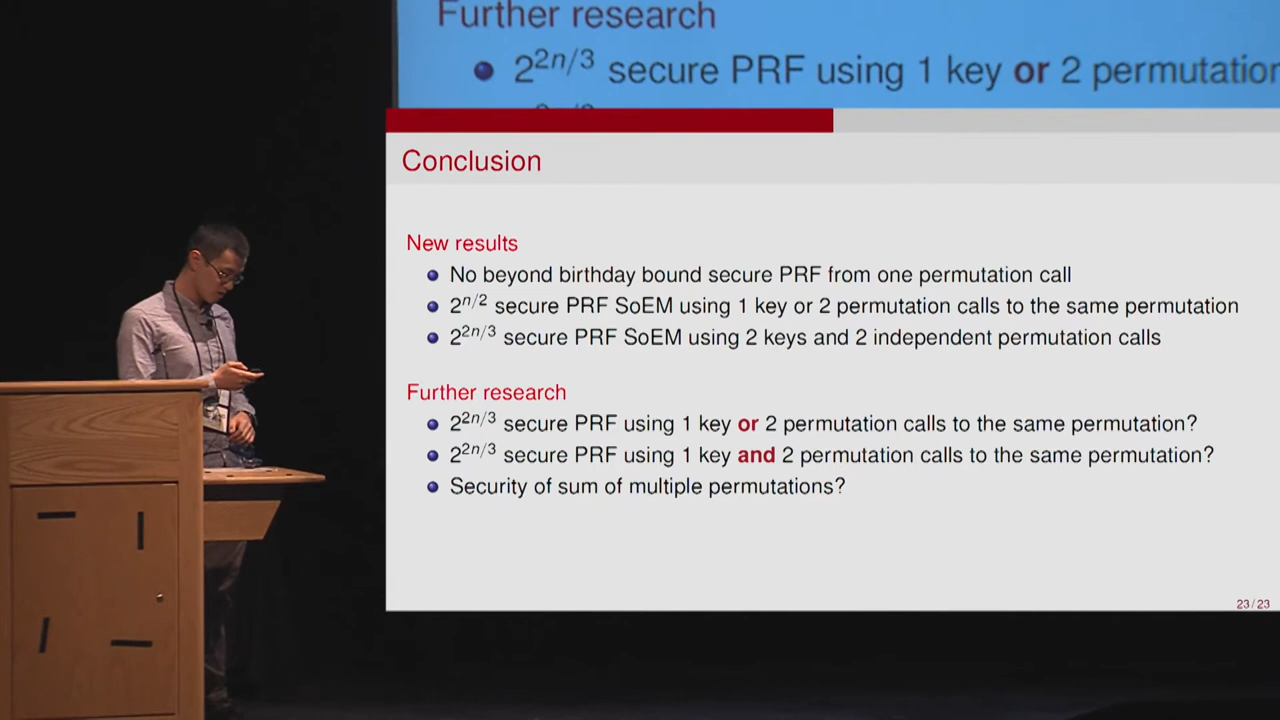 Further research
2^{2n/3} secure PRF using 1 key or 2 permutation
Conclusion
New results
No beyond birthday bound secure PRF from one permutation call
2^{n/2} secure PRF SoEM using 1 key or 2 permutation calls to the same permutation
2^{2n/3} secure PRF SoEM using 2 keys and 2 independent permutation calls
Further research
2^{2n/3} secure PRF using 1 key or 2 permutation calls to the same permutation?
2^{2n/3} secure PRF using 1 key and 2 permutation calls to the same permutation?
Security of sum of multiple permutations?
23 / 23